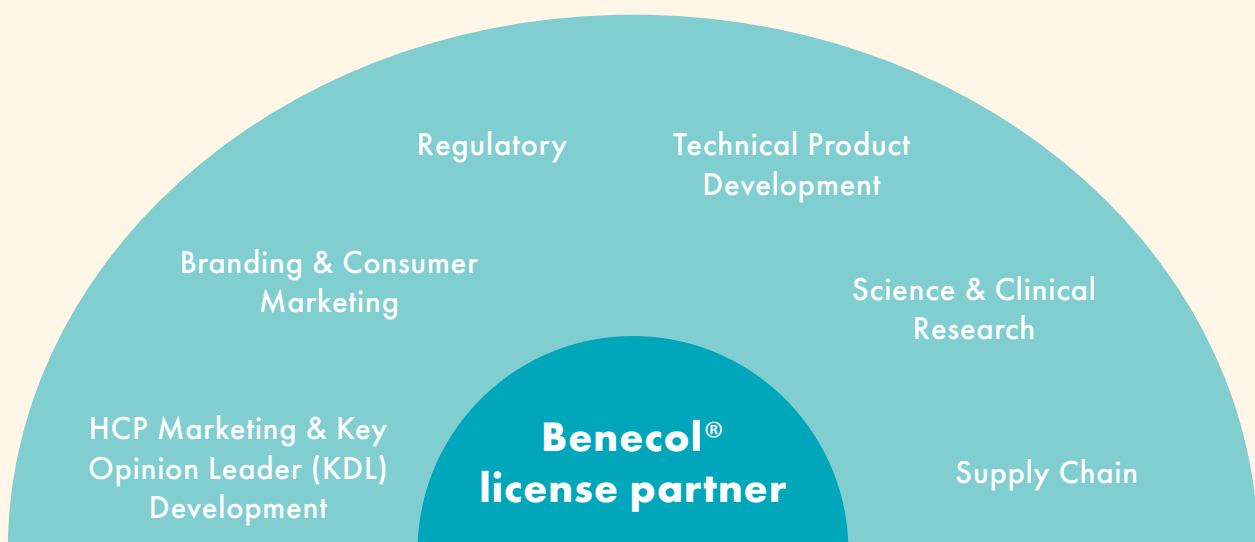 Regulatory
Technical Product
Development
Branding & Consumer
Marketing
Science & Clinical
Research
HCP Marketing & Key
Opinion Leader (KDL)
Development
Benecol®
license partner
Supply Chain